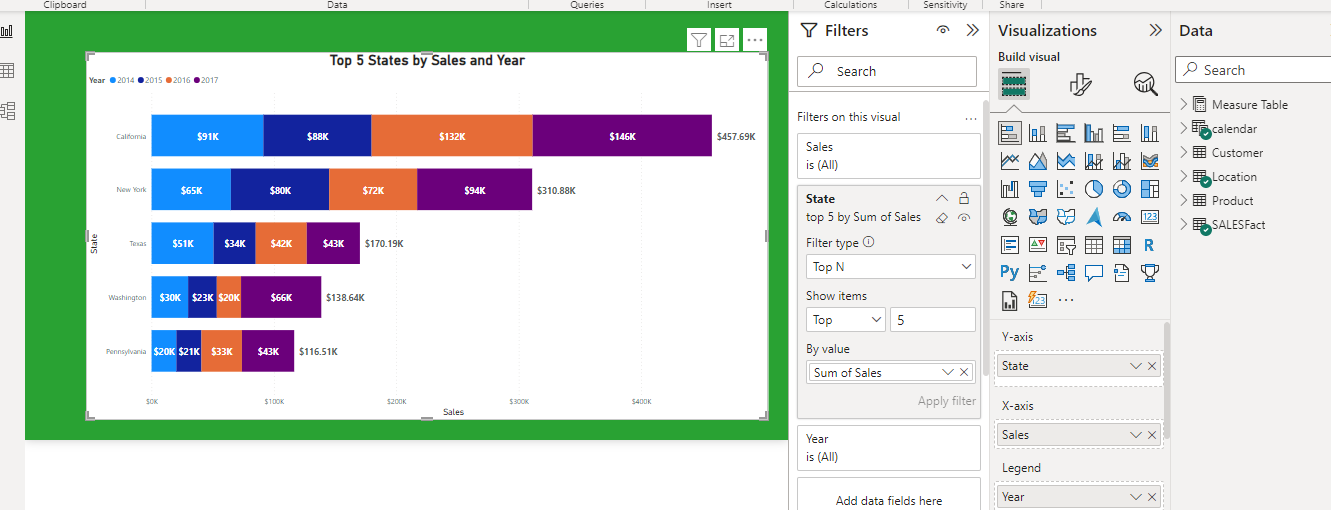 Clipboard
Data
Queries
Insert
Calculations
Sensitivity
Share
Top 5 States by Sales and Year
Year 2014 2015 2016 2017
State
California $91K $88K $132K $146K $457.69K
New York $65K $80K $72K $94K $310.88K
Texas $51K $34K $42K $43K $170.19K
Washington $30K $23K $20K $66K $138.64K
Pennsylvania $20K $21K $33K $43K $116.51K
$0K $100K $200K $300K $400K
Sales
Filters
Search
Filters on this visual
Sales
is (All)
State
top 5 by Sum of Sales
Filter type
Top N
Show items
Top 5
By value
Sum of Sales
Apply filter
Year
is (All)
Add data fields here
Visualizations
Build visual
123
R
Py
123
Y-axis
State
X-axis
Sales
Legend
Year
Data
Search
Measure Table
calendar
Customer
Location
Product
SALESFact